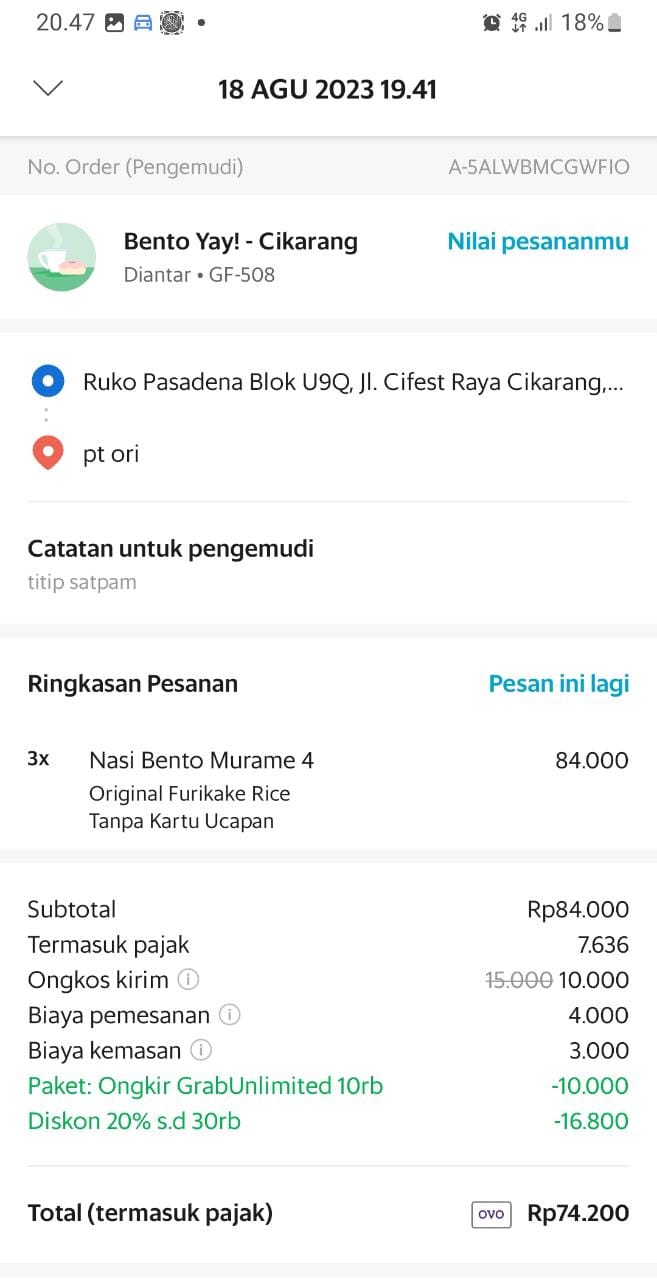 20.47 4G 18%
18 AGU 2023 19.41
No. Order (Pengemudi) A-5ALWBMCGWFIO
Bento Yay! - Cikarang Nilai pesananmu
Diantar • GF-508
Ruko Pasadena Blok U9Q, Jl. Cifest Raya Cikarang,...
pt ori
Catatan untuk pengemudi
titip satpam
Ringkasan Pesanan Pesan ini lagi
3x Nasi Bento Murame 4 84.000
Original Furikake Rice
Tanpa Kartu Ucapan
Subtotal Rp84.000
Termasuk pajak 7.636
Ongkos kirim 15.000 10.000
Biaya pemesanan 4.000
Biaya kemasan 3.000
Paket: Ongkir GrabUnlimited 10rb -10.000
Diskon 20% s.d 30rb -16.800
Total (termasuk pajak) OVO Rp74.200